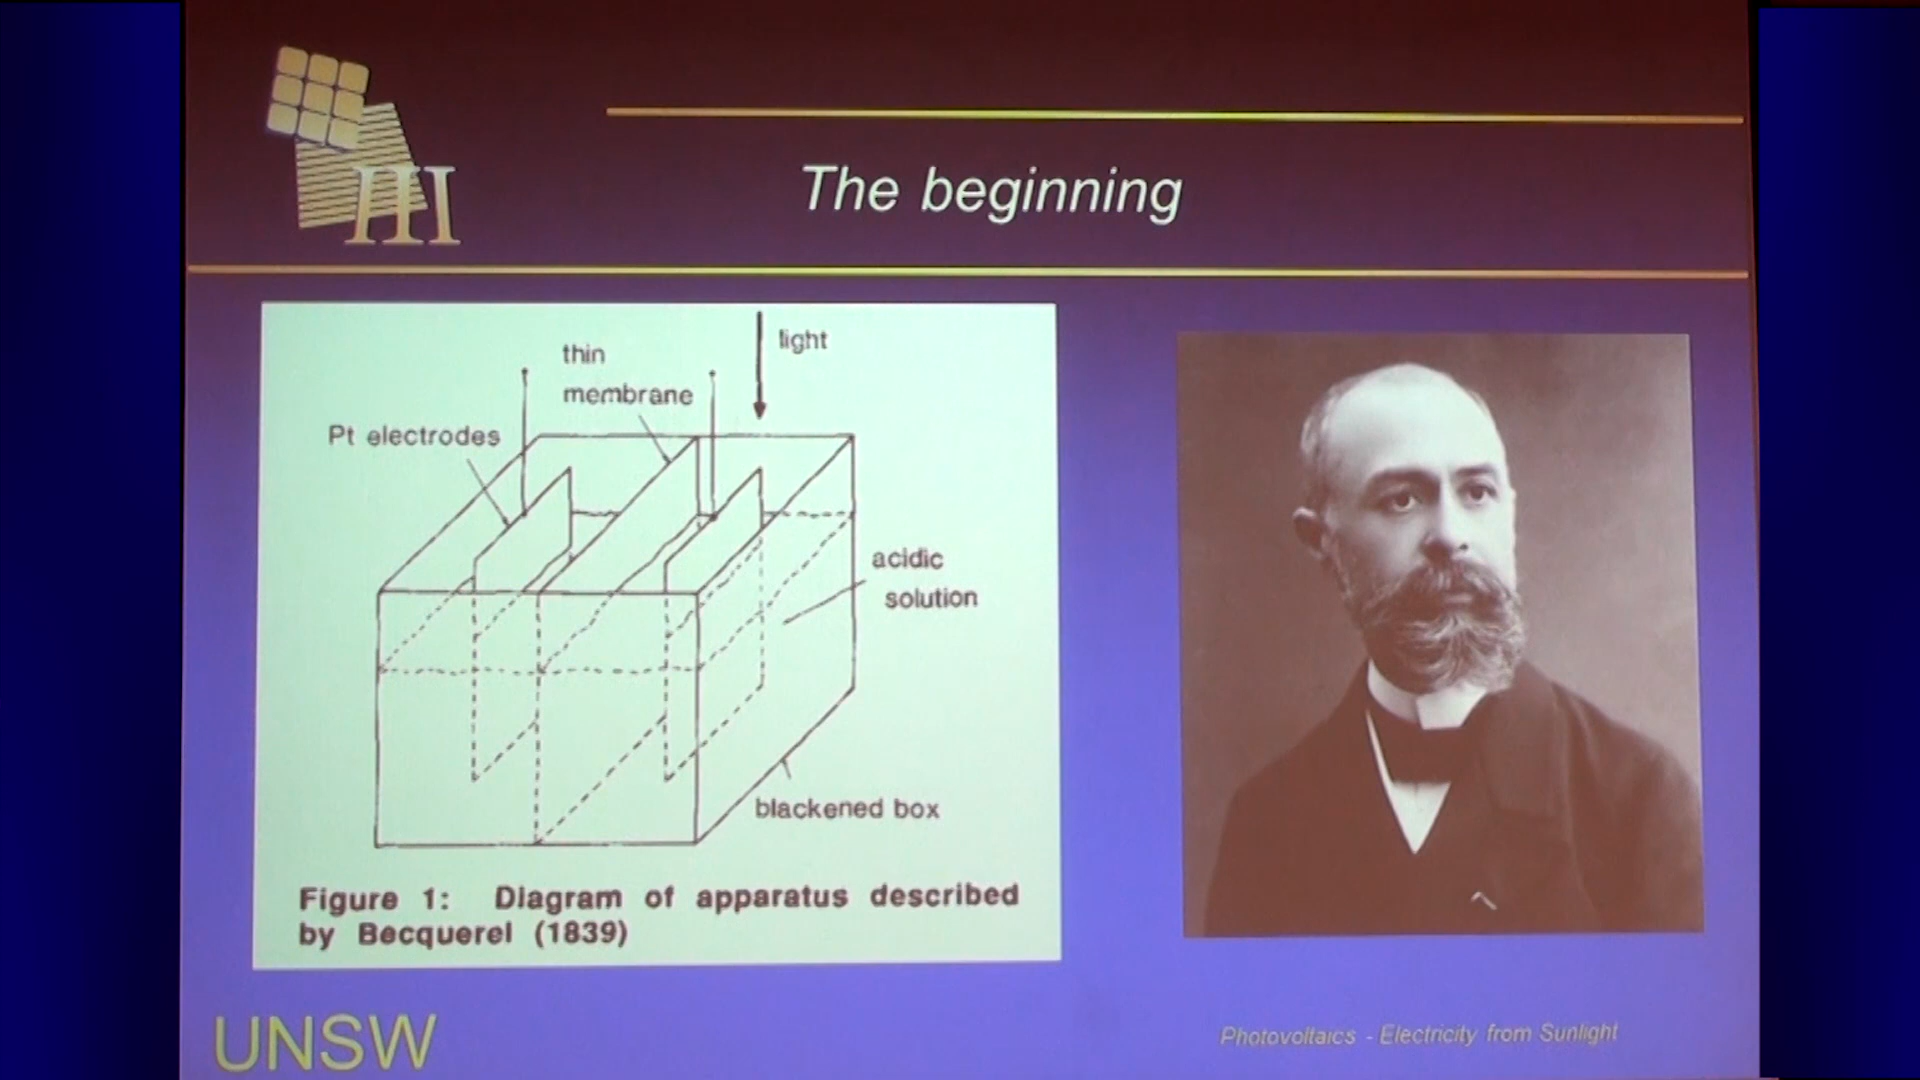 III
The beginning
light
thin
membrane
Pt electrodes
acidic
solution
blackened box
Figure 1: Diagram of apparatus described
by Becquerel (1839)
UNSW
Photovoltaics - Electricity from Sunlight